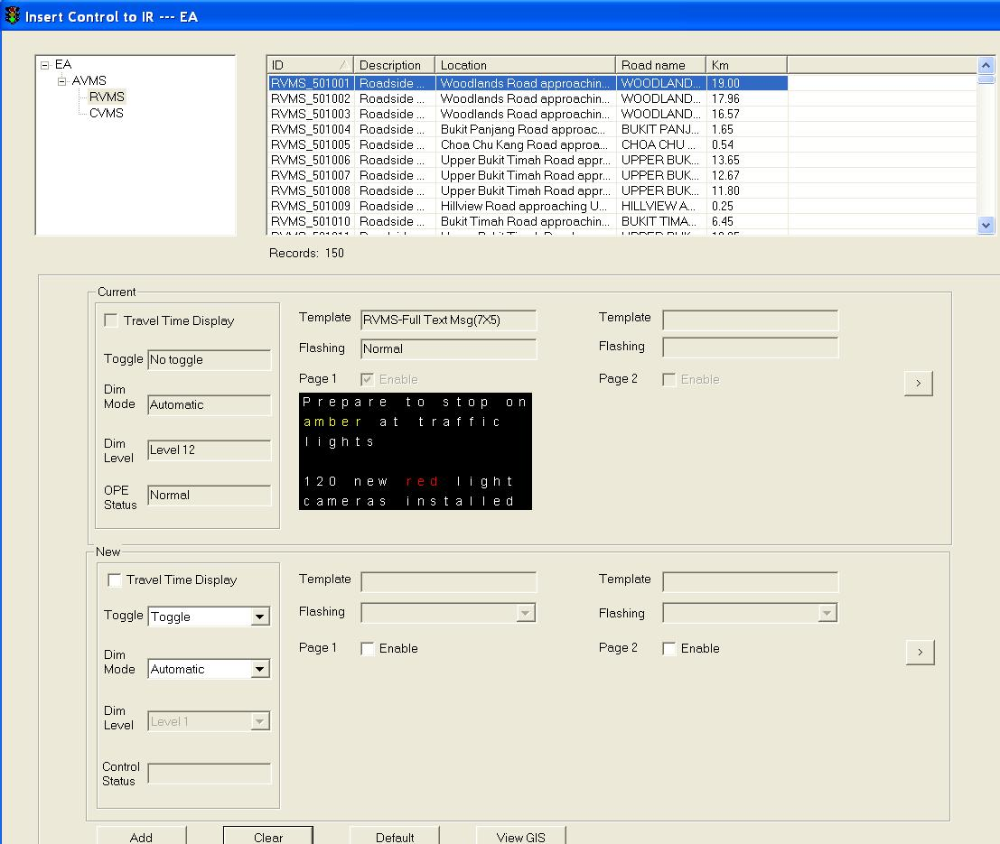 Insert Control to IR --- EA
EA
AVMS
RVMS
CVMS
ID Description Location Road name Km
RVMS_501001 Roadside ... Woodlands Road approachin... WOODLAND... 19.00
RVMS_501002 Roadside ... Woodlands Road approachin... WOODLAND... 17.96
RVMS_501003 Roadside ... Woodlands Road approachin... WOODLAND... 16.57
RVMS_501004 Roadside ... Bukit Panjang Road approac... BUKIT PANJ... 1.65
RVMS_501005 Roadside ... Choa Chu Kang Road approa... CHOA CHU ... 0.54
RVMS_501006 Roadside ... Upper Bukit Timah Road appr... UPPER BUK... 13.65
RVMS_501007 Roadside ... Upper Bukit Timah Road appr... UPPER BUK... 12.67
RVMS_501008 Roadside ... Upper Bukit Timah Road appr... UPPER BUK... 11.80
RVMS_501009 Roadside ... Hillview Road approaching U... HILLVIEW A... 0.25
RVMS_501010 Roadside ... Bukit Timah Road approachin... BUKIT TIMA... 6.45
Records: 150
Current
Travel Time Display
Toggle No toggle
Dim
Mode Automatic
Dim
Level Level 12
OPE
Status Normal
Template RVMS-Full Text Msg(7X5)
Flashing Normal
Page 1 Enable
Prepare to stop on
amber at traffic
lights
120 new red light
cameras installed
Template
Flashing
Page 2 Enable
>
New
Travel Time Display
Toggle Toggle
Dim
Mode Automatic
Dim
Level Level 1
Control
Status
Template
Flashing
Page 1 Enable
Template
Flashing
Page 2 Enable
>
Add Clear Default View GIS